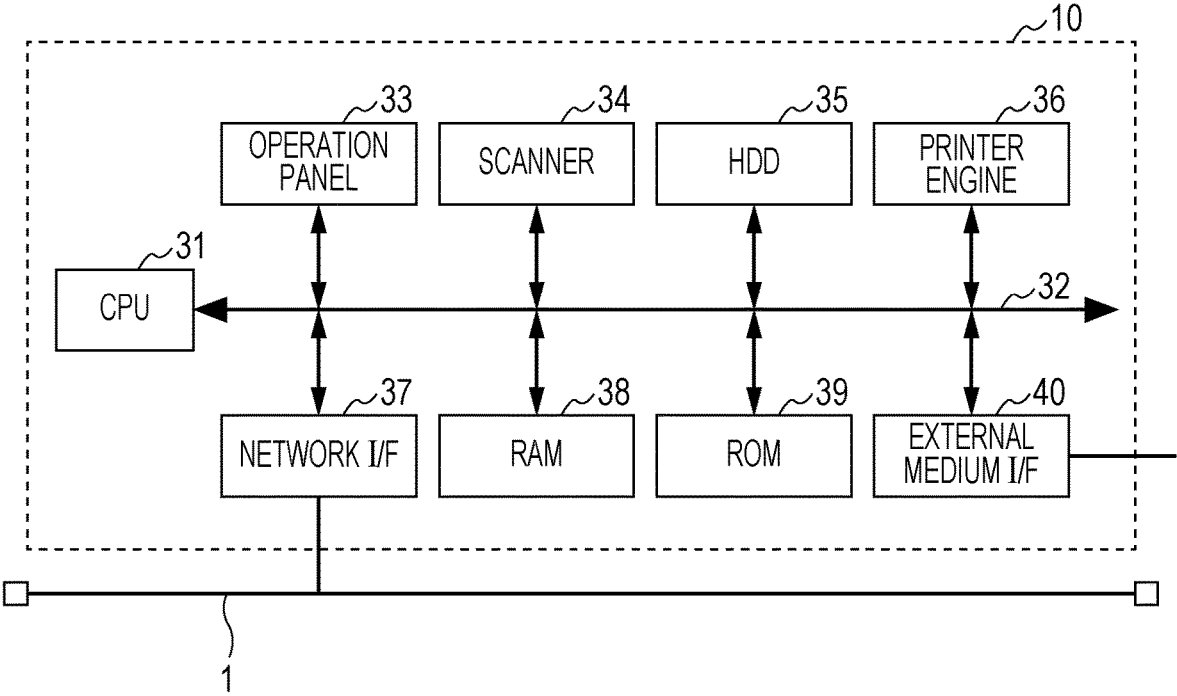 10
33
34
35
36
OPERATION
PANEL
SCANNER
HDD
PRINTER
ENGINE
31
CPU
32
37
38
39
40
NETWORK I/F
RAM
ROM
EXTERNAL
MEDIUM I/F
1